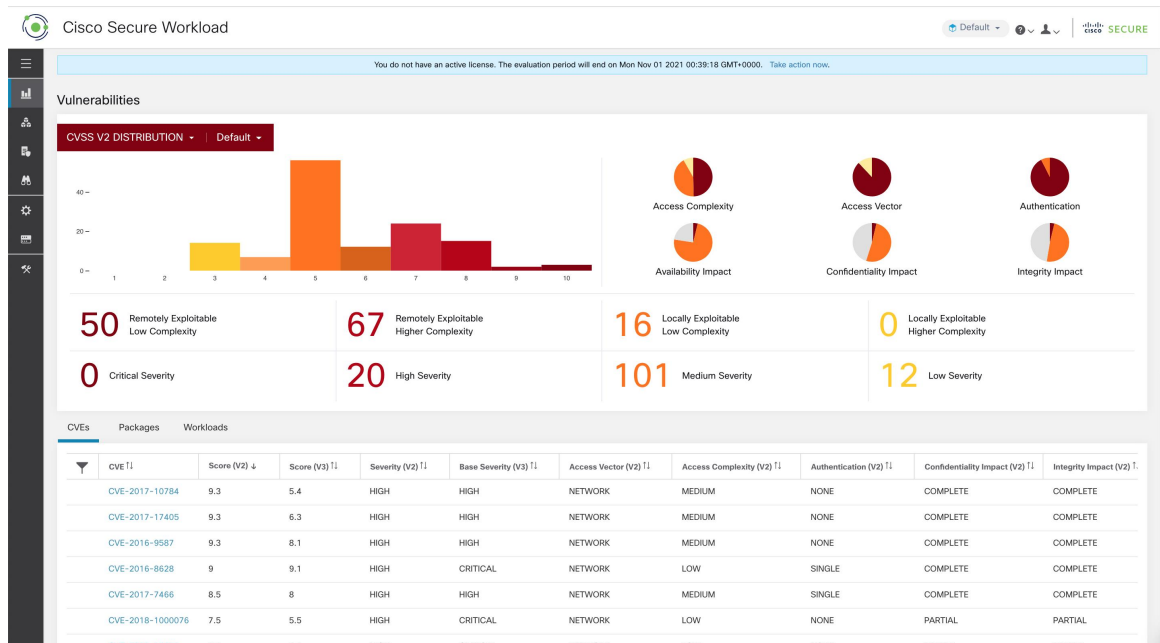 Cisco Secure Workload
Default
CISCO SECURE
You do not have an active license. The evaluation period will end on Mon Nov 01 2021 00:39:18 GMT+0000. Take action now.
Vulnerabilities
CVSS V2 DISTRIBUTION | Default
40
20
0
1 2 3 4 5 6 7 8 9 10
Access Complexity
Access Vector
Authentication
Availability Impact
Confidentiality Impact
Integrity Impact
50 Remotely Exploitable
Low Complexity
67 Remotely Exploitable
Higher Complexity
16 Locally Exploitable
Low Complexity
0 Locally Exploitable
Higher Complexity
0 Critical Severity
20 High Severity
101 Medium Severity
12 Low Severity
CVEs Packages Workloads
CVE Score (V2) Score (V3) Severity (V2) Base Severity (V3) Access Vector (V2) Access Complexity (V2) Authentication (V2) Confidentiality Impact (V2) Integrity Impact (V2)
CVE-2017-10784 9.3 5.4 HIGH HIGH NETWORK MEDIUM NONE COMPLETE COMPLETE
CVE-2017-17405 9.3 6.3 HIGH HIGH NETWORK MEDIUM NONE COMPLETE COMPLETE
CVE-2016-9587 9.3 8.1 HIGH HIGH NETWORK MEDIUM NONE COMPLETE COMPLETE
CVE-2016-8628 9 9.1 HIGH CRITICAL NETWORK LOW SINGLE COMPLETE COMPLETE
CVE-2017-7466 8.5 8 HIGH HIGH NETWORK MEDIUM SINGLE COMPLETE COMPLETE
CVE-2018-1000076 7.5 5.5 HIGH CRITICAL NETWORK LOW NONE PARTIAL PARTIAL